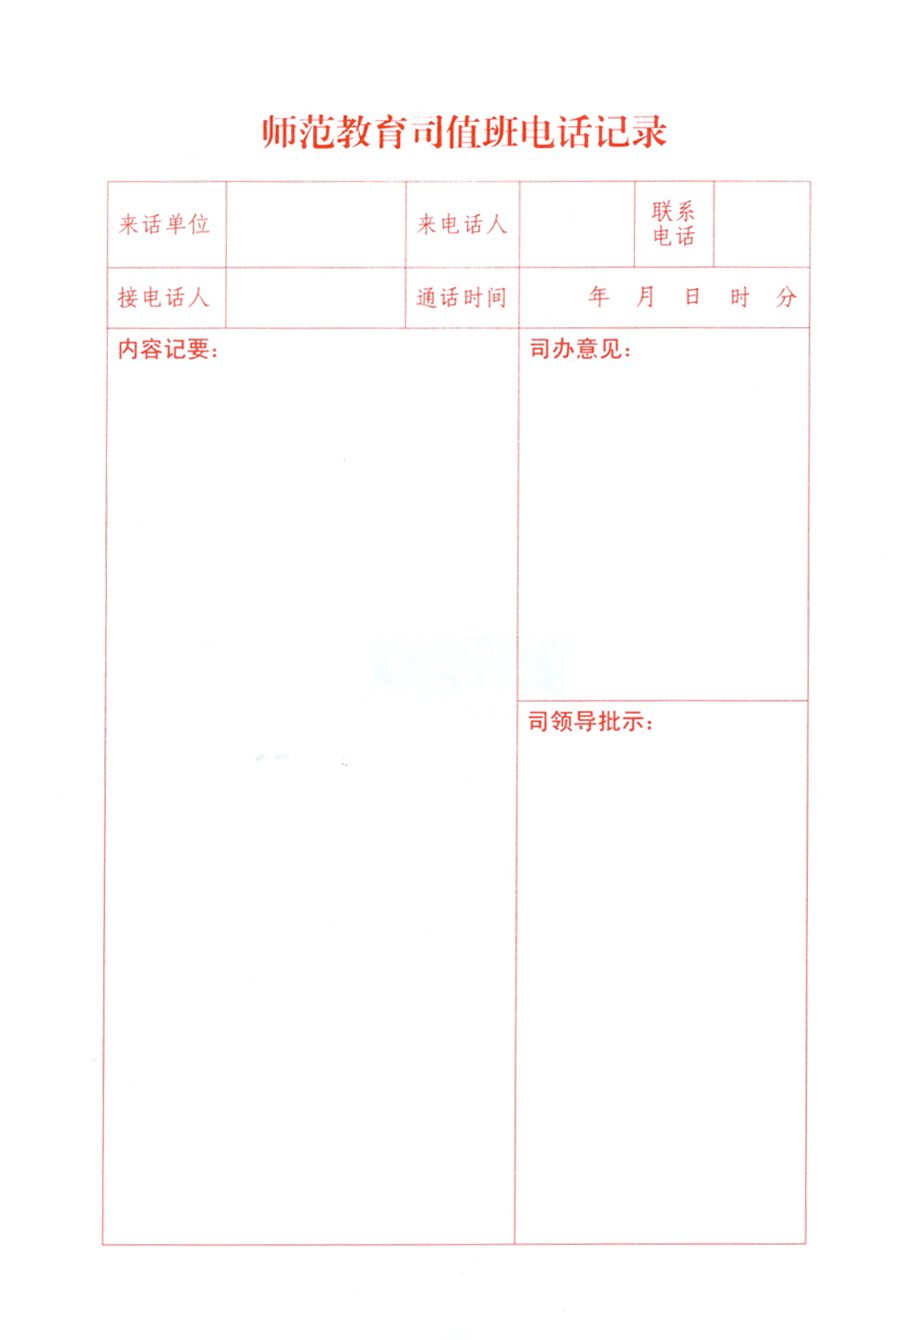 师范教育司值班电话记录
来话单位 来电话人 联系
电话
接电话人 通话时间 年 月 日 时 分
内容记要： 司办意见：
司领导批示：